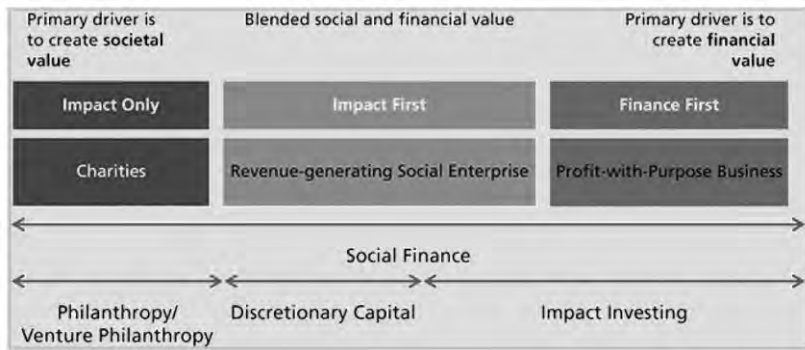 Primary driver is
to create societal
value
Blended social and financial value
Primary driver is to
create financial
value
Impact Only
Impact First
Finance First
Charities
Revenue-generating Social Enterprise
Profit-with-Purpose Business
Social Finance
Philanthropy/
Venture Philanthropy
Discretionary Capital
Impact Investing